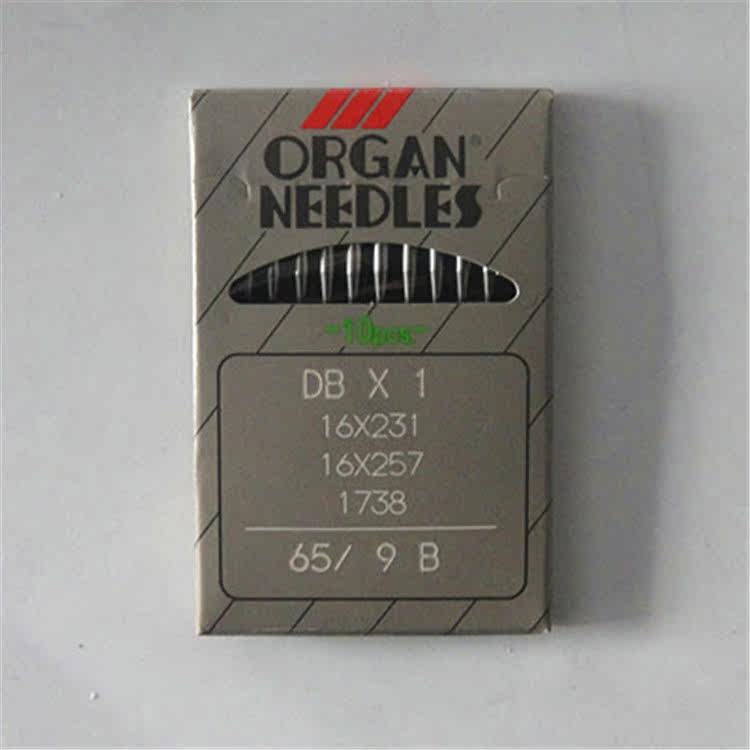 ORGAN®
NEEDLES
-10pcs.-
DB X 1
16X231
16X257
1738
65/ 9 B